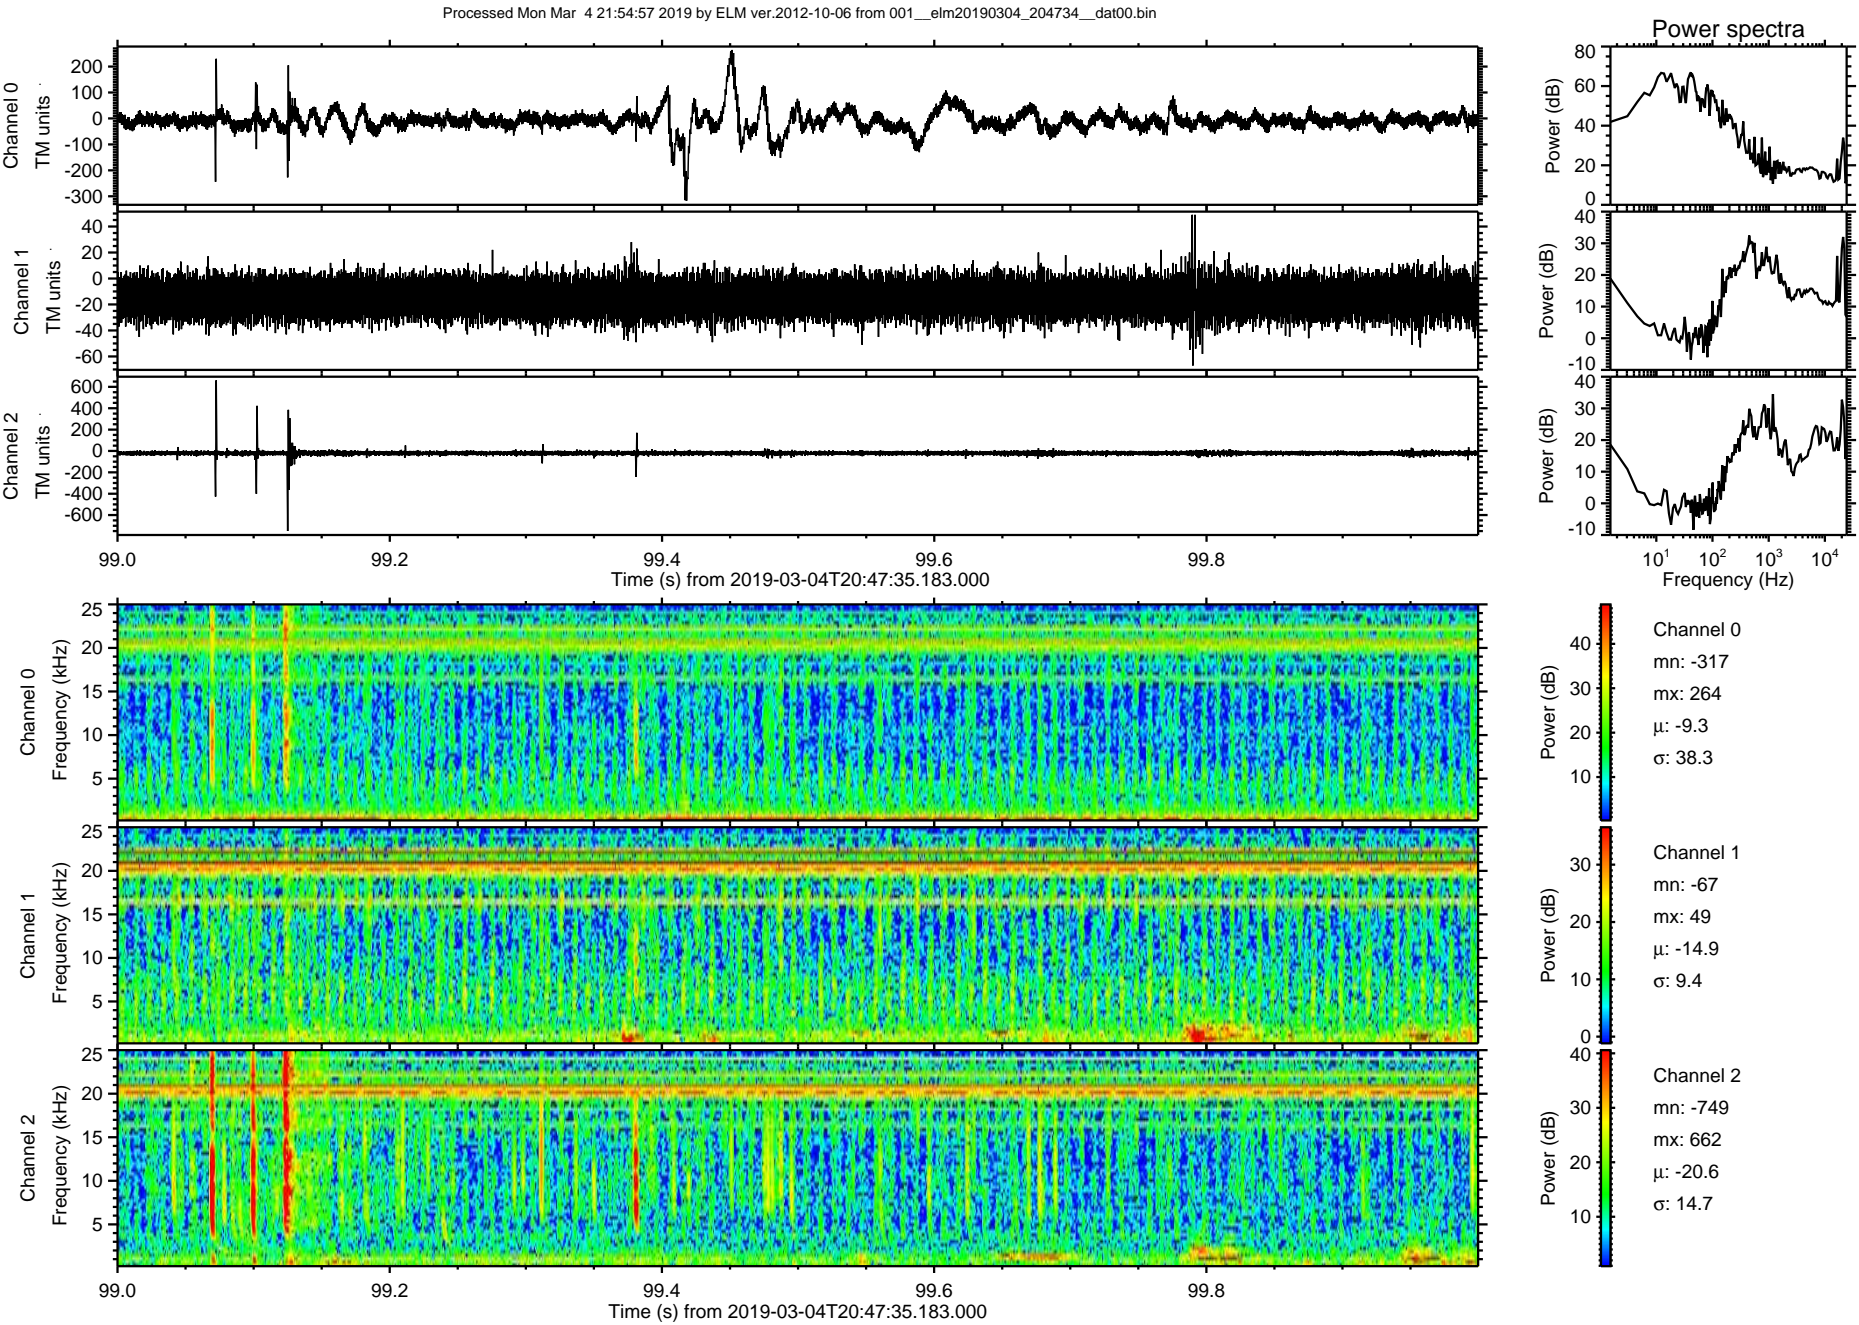 Processed Mon Mar  4 21:54:57 2019 by ELM ver.2012-10-06 from 001__elm20190304_204734__dat00.bin
Power spectra
Channel 0
TM units
200
100
0
-100
-200
-300
Power (dB)
80
60
40
20
0
Channel 1
TM units
40
20
0
-20
-40
-60
Power (dB)
40
30
20
10
0
-10
Channel 2
TM units
600
400
200
0
-200
-400
-600
Power (dB)
40
30
20
10
0
-10
99.0 99.2 99.4 99.6 99.8
Time (s) from 2019-03-04T20:47:35.183.000
10¹ 10² 10³ 10⁴
Frequency (Hz)
Channel 0
Frequency (kHz)
25
20
15
10
5
Power (dB)
40
30
20
10
Channel 0
mn: -317
mx: 264
μ: -9.3
σ: 38.3
Channel 1
Frequency (kHz)
25
20
15
10
5
Power (dB)
30
20
10
0
Channel 1
mn: -67
mx: 49
μ: -14.9
σ: 9.4
Channel 2
Frequency (kHz)
25
20
15
10
5
Power (dB)
40
30
20
10
Channel 2
mn: -749
mx: 662
μ: -20.6
σ: 14.7
99.0 99.2 99.4 99.6 99.8
Time (s) from 2019-03-04T20:47:35.183.000